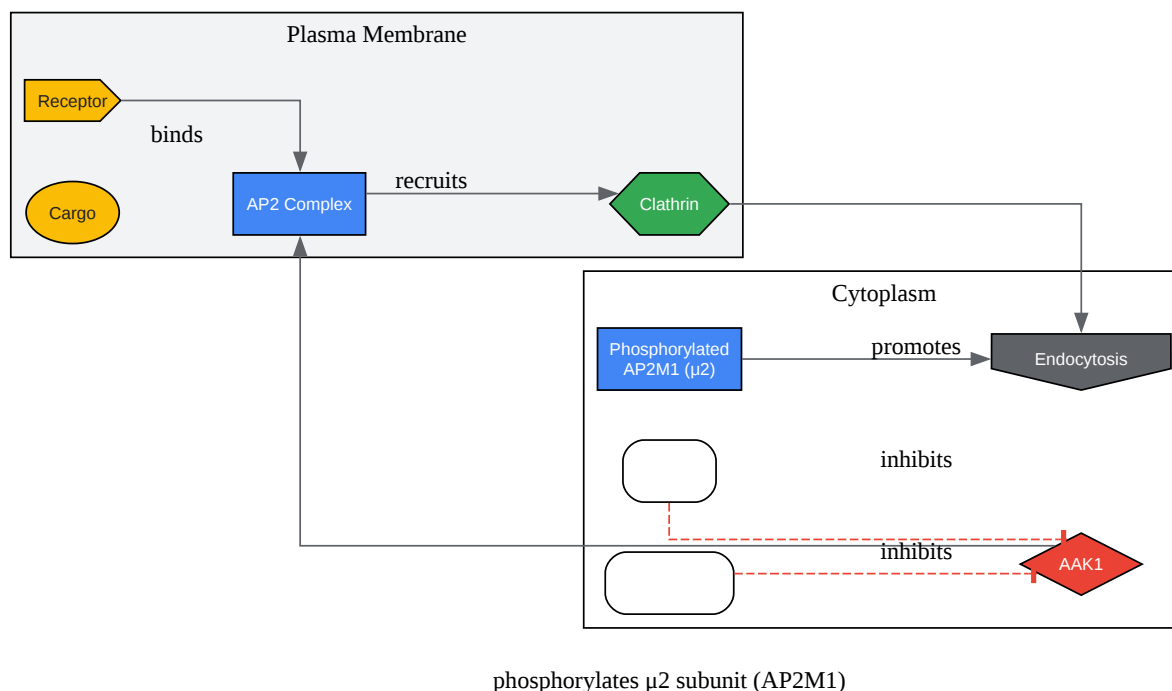 Plasma Membrane
Receptor
binds
Cargo
AP2 Complex
recruits
Clathrin
Cytoplasm
Phosphorylated
AP2M1 (μ2)
promotes
Endocytosis
inhibits
inhibits
AAK1
phosphorylates μ2 subunit (AP2M1)